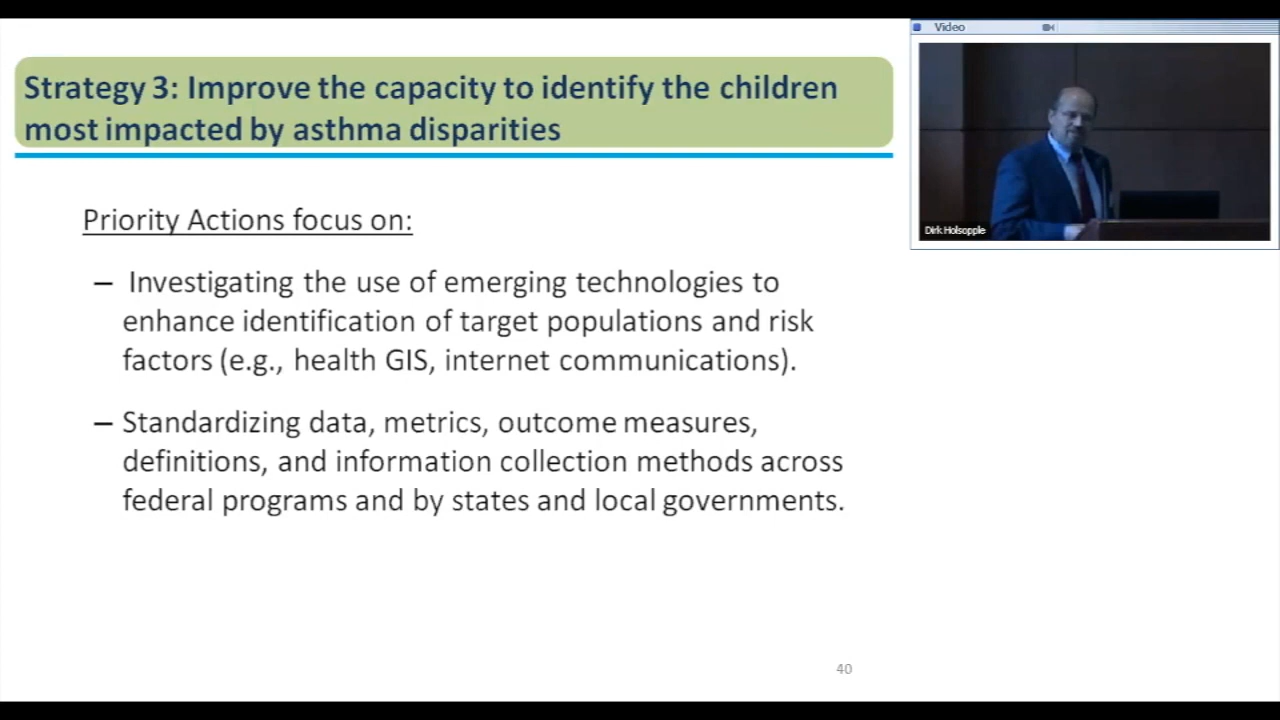 Strategy 3: Improve the capacity to identify the children
most impacted by asthma disparities
Priority Actions focus on:
– Investigating the use of emerging technologies to
enhance identification of target populations and risk
factors (e.g., health GIS, internet communications).
– Standardizing data, metrics, outcome measures,
definitions, and information collection methods across
federal programs and by states and local governments.
40
Video
Dirk Holsopple